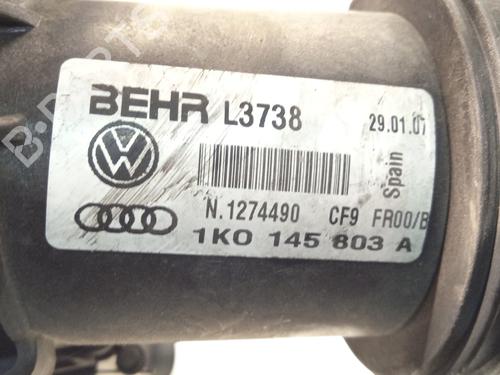 BEHR L3738 29.01.07
Spain
N.1274490 CF9 FR00/B
1K0 145 803 A